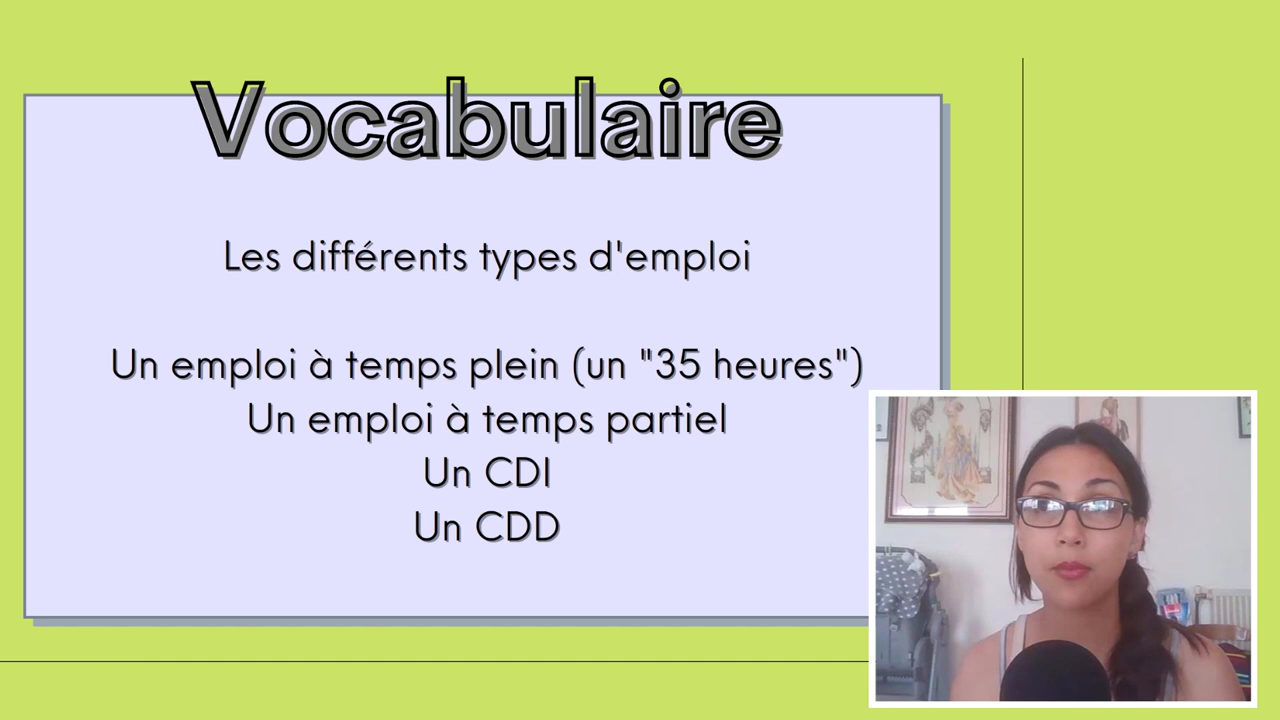 Vocabulaire
Les différents types d'emploi
Un emploi à temps plein (un "35 heures")
Un emploi à temps partiel
Un CDI
Un CDD